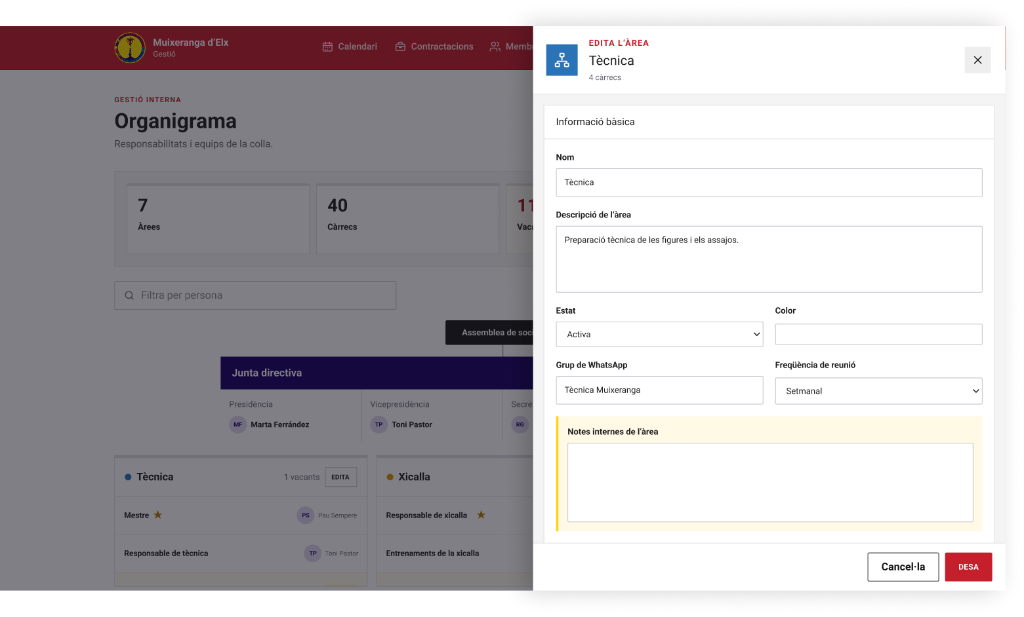 Muixeranga d'Elx
Gestió
Calendari
Contractacions
GESTIÓ INTERNA
Organigrama
Responsabilitats i equips de la colla.
7
Àrees
40
Càrrecs
11
Filtra per persona
Assemblea de
Junta directiva
Presidència
MF Marta Ferrández
Vicepresidència
TP Toni Pastor
RG
Tècnica
1 vacants
EDITA
Mestre
PS Pau Sempere
Responsable de tècnica
TP Toni Pastor
Xicalla
Responsable de xicalla
Entrenaments de la xicalla
EDITA L'ÀREA
Tècnica
4 càrrecs
Informació bàsica
Nom
Tècnica
Descripció de l'àrea
Preparació tècnica de les figures i els assajos.
Estat
Color
Activa
Grup de WhatsApp
Freqüència de reunió
Tècnica Muixeranga
Setmanal
Notes internes de l'àrea
Cancel·la
DESA